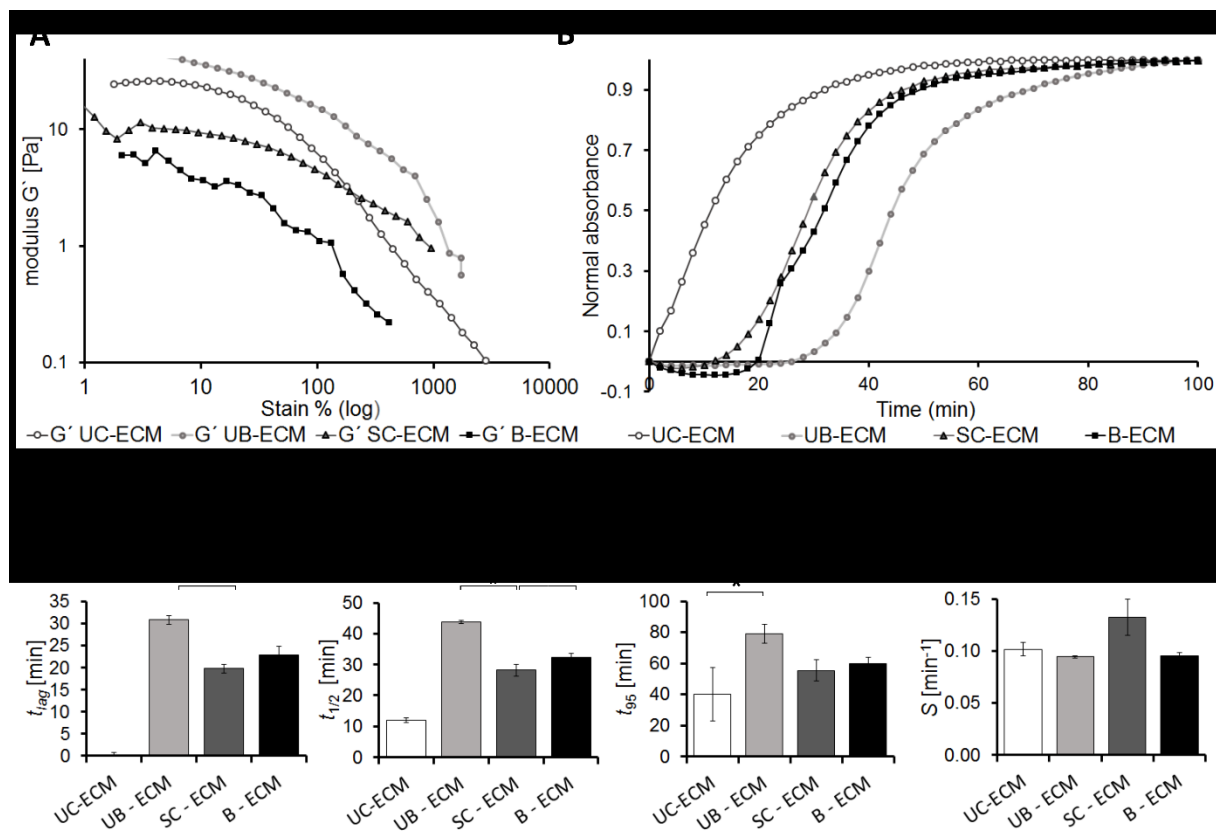 A
B
modulus G` [Pa]
10
1
0.1
1
10
100
1000
10000
Stain % (log)
G´ UC-ECM
G´ UB-ECM
G´ SC-ECM
G´ B-ECM
Normal absorbance
0.9
0.7
0.5
0.3
0.1
-0.1
0
20
40
60
80
100
Time (min)
UC-ECM
UB-ECM
SC-ECM
B-ECM
tlag [min]
35
30
25
20
15
10
5
0
UC-ECM
UB - ECM
SC - ECM
B - ECM
t1/2 [min]
50
40
30
20
10
0
UC-ECM
UB - ECM
SC - ECM
B - ECM
t95 [min]
100
80
60
40
20
0
UC-ECM
UB - ECM
SC - ECM
B - ECM
S [min-1]
0.15
0.10
0.05
0.00
UC-ECM
UB - ECM
SC - ECM
B - ECM